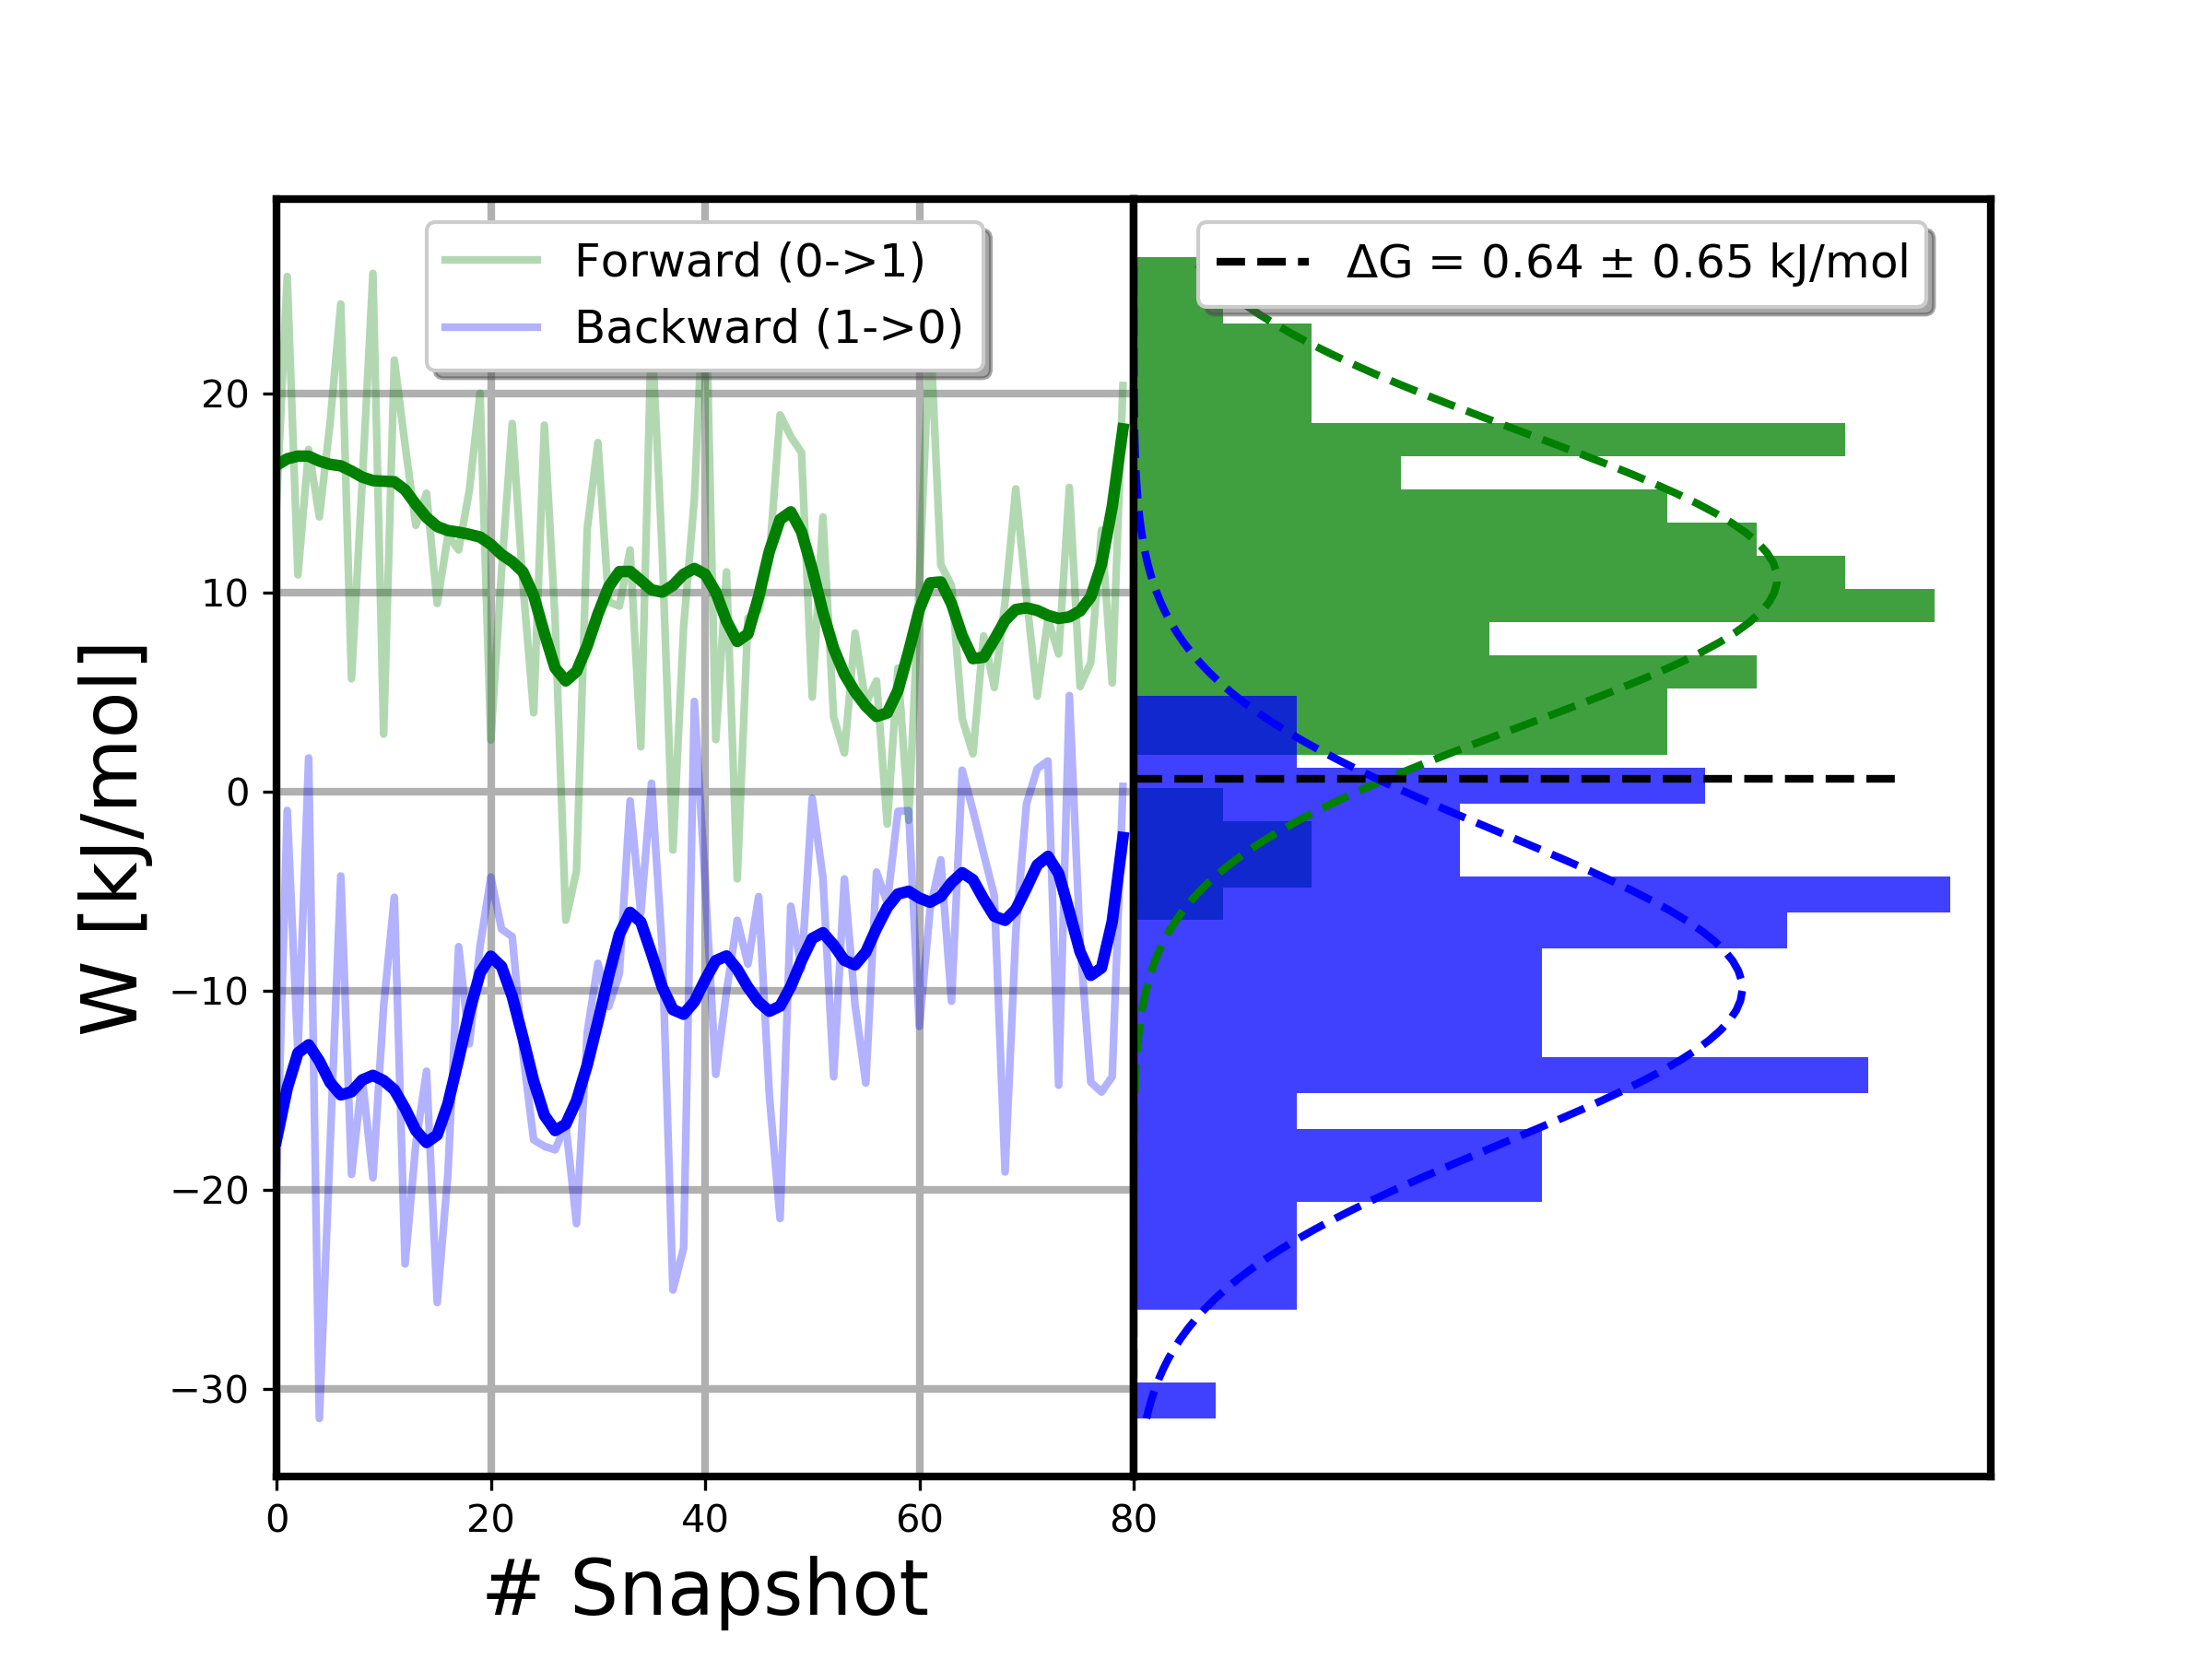 Forward (0->1)
Backward (1->0)
ΔG = 0.64 ± 0.65 kJ/mol
W [kJ/mol]
20
10
0
−10
−20
−30
0 20 40 60 80
# Snapshot